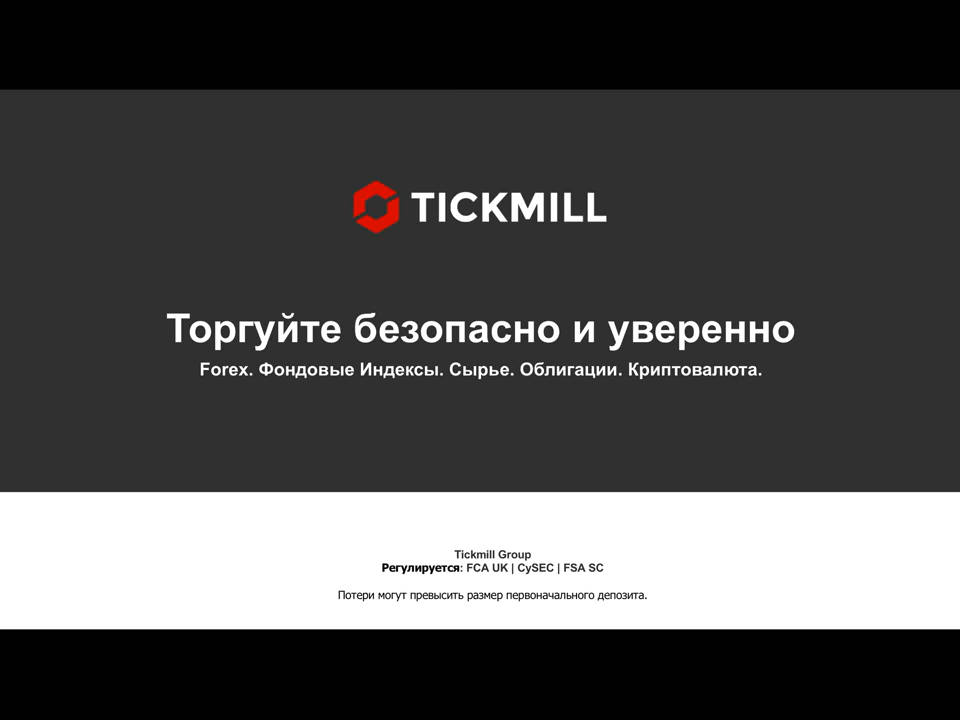 TICKMILL
Торгуйте безопасно и уверенно
Forex. Фондовые Индексы. Сырье. Облигации. Криптовалюта.
Tickmill Group
Регулируется: FCA UK | CySEC | FSA SC
Потери могут превысить размер первоначального депозита.